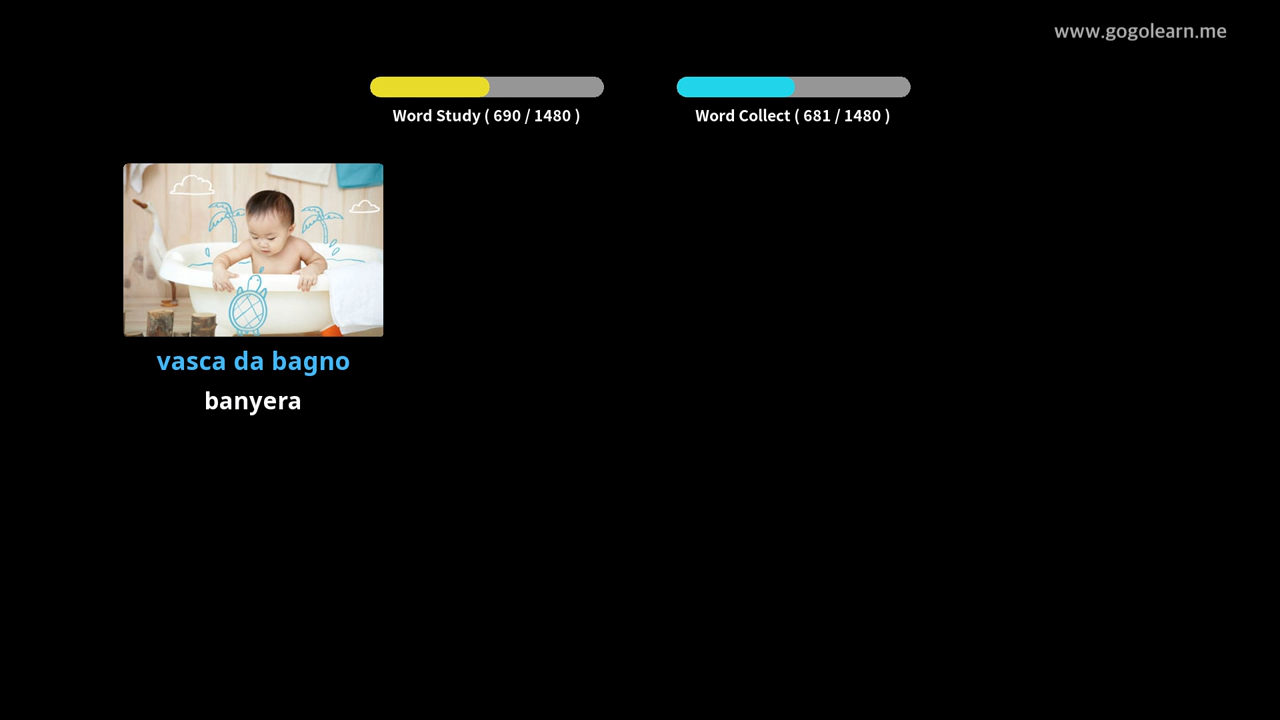 www.gogolearn.me
Word Study ( 690 / 1480 )
Word Collect ( 681 / 1480 )
vasca da bagno
banyera